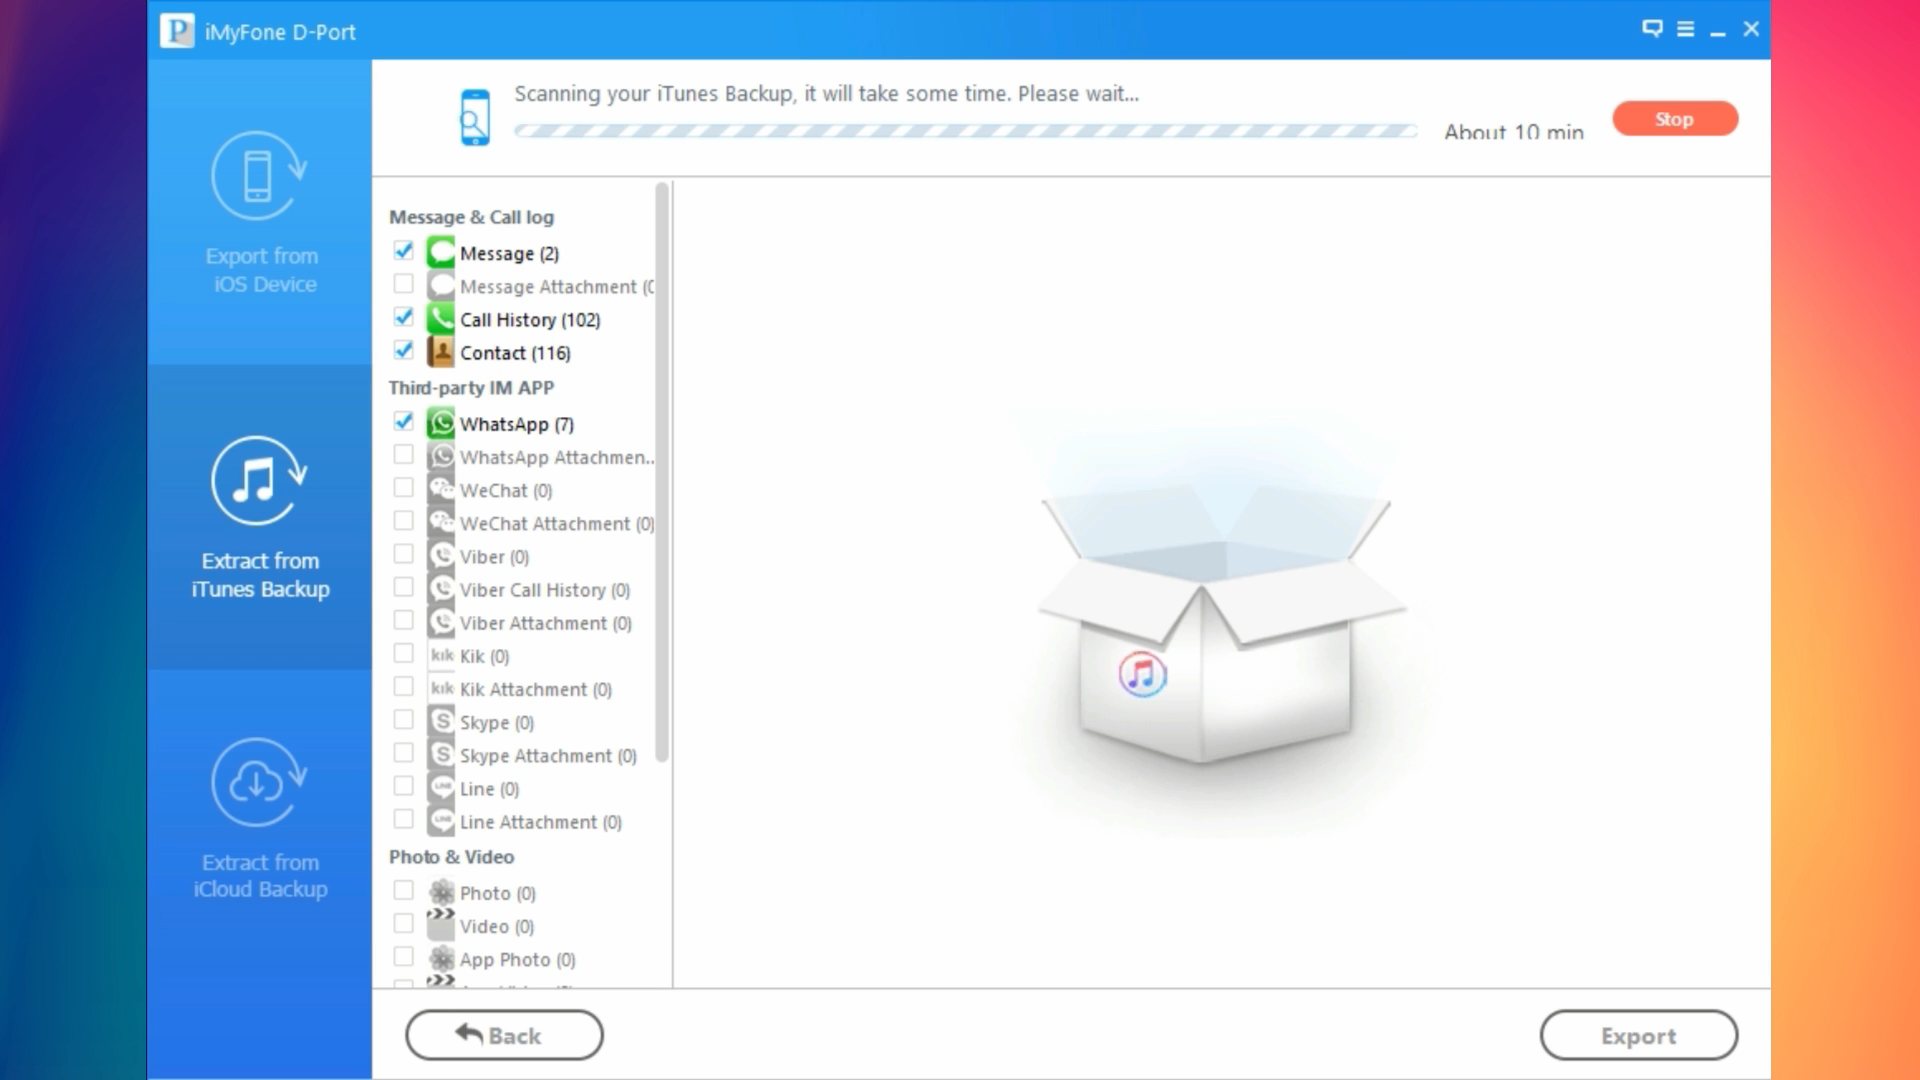 iMyFone D-Port
Scanning your iTunes Backup, it will take some time. Please wait...
About 10 min
Stop
Export from
iOS Device
Extract from
iTunes Backup
Extract from
iCloud Backup
Message & Call log
Message (2)
Message Attachment (0
Call History (102)
Contact (116)
Third-party IM APP
WhatsApp (7)
WhatsApp Attachmen..
WeChat (0)
WeChat Attachment (0)
Viber (0)
Viber Call History (0)
Viber Attachment (0)
kik Kik (0)
kik Kik Attachment (0)
Skype (0)
Skype Attachment (0)
Line (0)
Line Attachment (0)
Photo & Video
Photo (0)
Video (0)
App Photo (0)
Back
Export